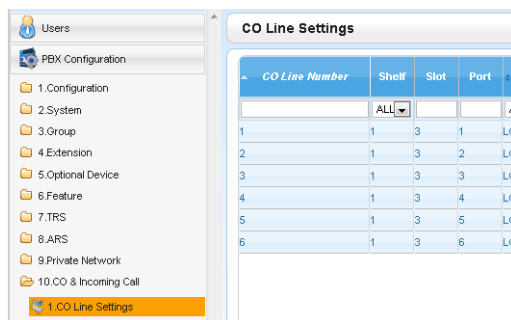 Users
CO Line Settings
PBX Configuration
CO Line Number Shelf Slot Port
1.Configuration
ALL
2.System
3.Group
1 1 3 1
4.Extension
2 1 3 2
5.Optional Device
3 1 3 3
6.Feature
4 1 3 4
7.TRS
5 1 3 5
8.ARS
6 1 3 6
9.Private Network
10.CO & Incoming Call
1.CO Line Settings